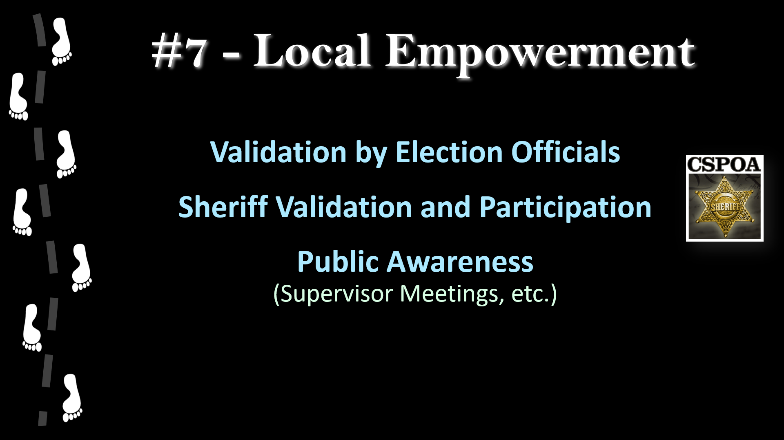 #7 - Local Empowerment
Validation by Election Officials
CSPOA
Sheriff Validation and Participation
SHERIFF
Public Awareness
(Supervisor Meetings, etc.)